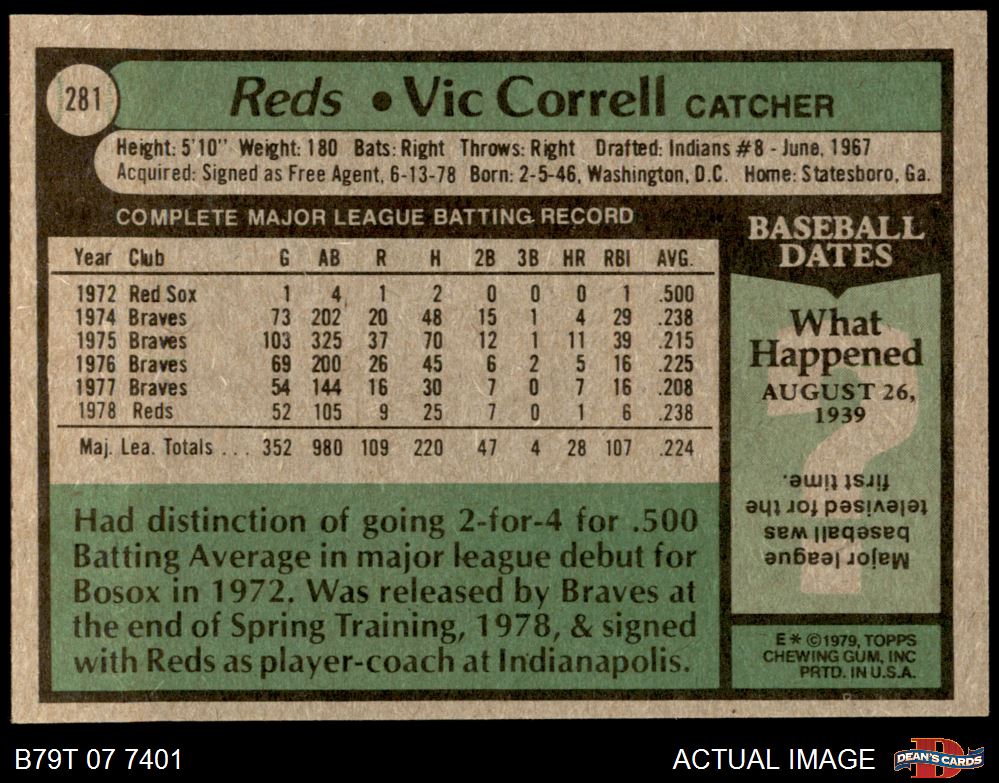 281
Reds • Vic Correll CATCHER
Height: 5'10" Weight: 180 Bats: Right Throws: Right Drafted: Indians #8 - June, 1967
Acquired: Signed as Free Agent, 6-13-78 Born: 2-5-46, Washington, D.C. Home: Statesboro, Ga.
COMPLETE MAJOR LEAGUE BATTING RECORD
Year Club G AB R H 2B 3B HR RBI AVG.
1972 Red Sox 1 4 1 2 0 0 0 1 .500
1974 Braves 73 202 20 48 15 1 4 29 .238
1975 Braves 103 325 37 70 12 1 11 39 .215
1976 Braves 69 200 26 45 6 2 5 16 .225
1977 Braves 54 144 16 30 7 0 7 16 .208
1978 Reds 52 105 9 25 7 0 1 6 .238
Maj. Lea. Totals ... 352 980 109 220 47 4 28 107 .224
Had distinction of going 2-for-4 for .500
Batting Average in major league debut for
Bosox in 1972. Was released by Braves at
the end of Spring Training, 1978, & signed
with Reds as player-coach at Indianapolis.
BASEBALL
DATES
What
Happened
AUGUST 26,
1939
Major league
baseball was
televised for the
first time.
E * ©1979, TOPPS
CHEWING GUM, INC
PRTD. IN U.S.A.
B79T 07 7401
ACTUAL IMAGE
D
DEAN'S CARDS